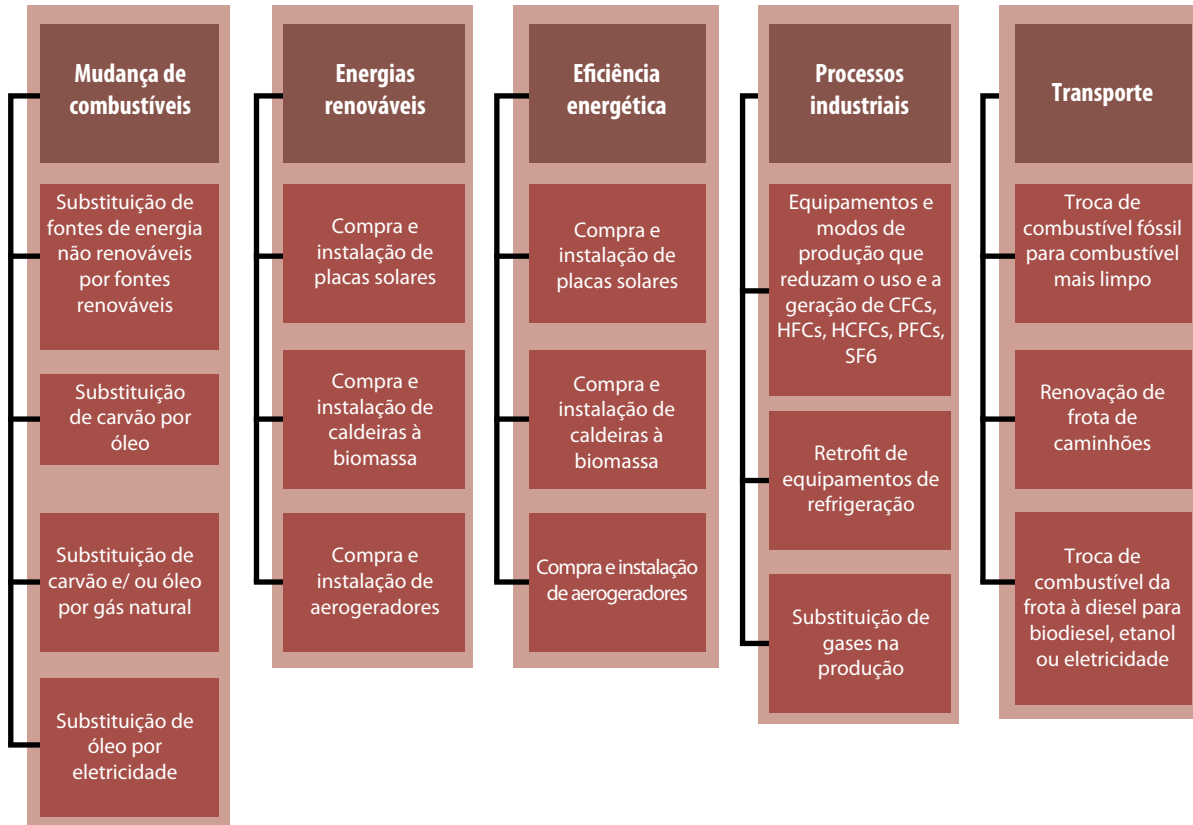 Mudança de
combustíveis
Substituição de
fontes de energia
não renováveis
por fontes
renováveis
Substituição
de carvão por
óleo
Substituição de
carvão e/ ou óleo
por gás natural
Substituição de
óleo por
eletricidade
Energias
renováveis
Compra e
instalação de
placas solares
Compra e
instalação de
caldeiras à
biomassa
Compra e
instalação de
aerogeradores
Eficiência
energética
Compra e
instalação de
placas solares
Compra e
instalação de
caldeiras à
biomassa
Compra e instalação
de aerogeradores
Processos
industriais
Equipamentos e
modos de
produção que
reduzam o uso e a
geração de CFCs,
HFCs, HCFCs, PFCs,
SF6
Retrofit de
equipamentos de
refrigeração
Substituição de
gases na
produção
Transporte
Troca de
combustível fóssil
para combustível
mais limpo
Renovação de
frota de
caminhões
Troca de
combustível da
frota à diesel para
biodiesel, etanol
ou eletricidade